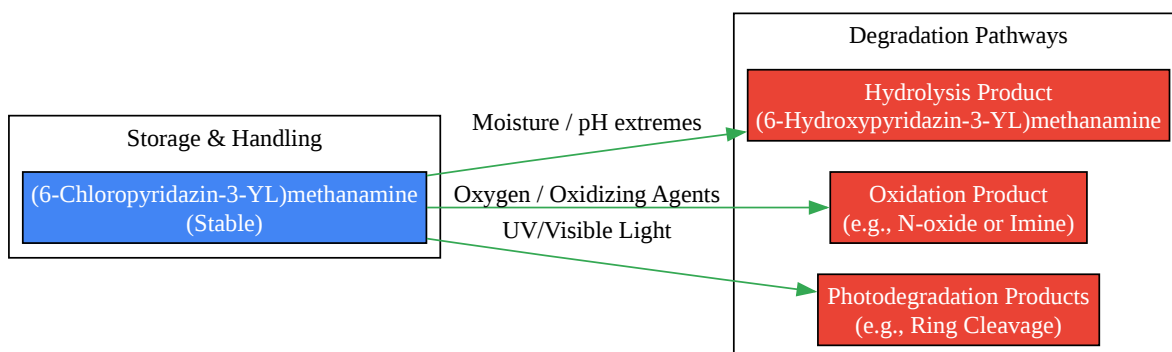 Storage & Handling
(6-Chloropyridazin-3-YL)methanamine
(Stable)
Moisture / pH extremes
Oxygen / Oxidizing Agents
UV/Visible Light
Degradation Pathways
Hydrolysis Product
(6-Hydroxypyridazin-3-YL)methanamine
Oxidation Product
(e.g., N-oxide or Imine)
Photodegradation Products
(e.g., Ring Cleavage)